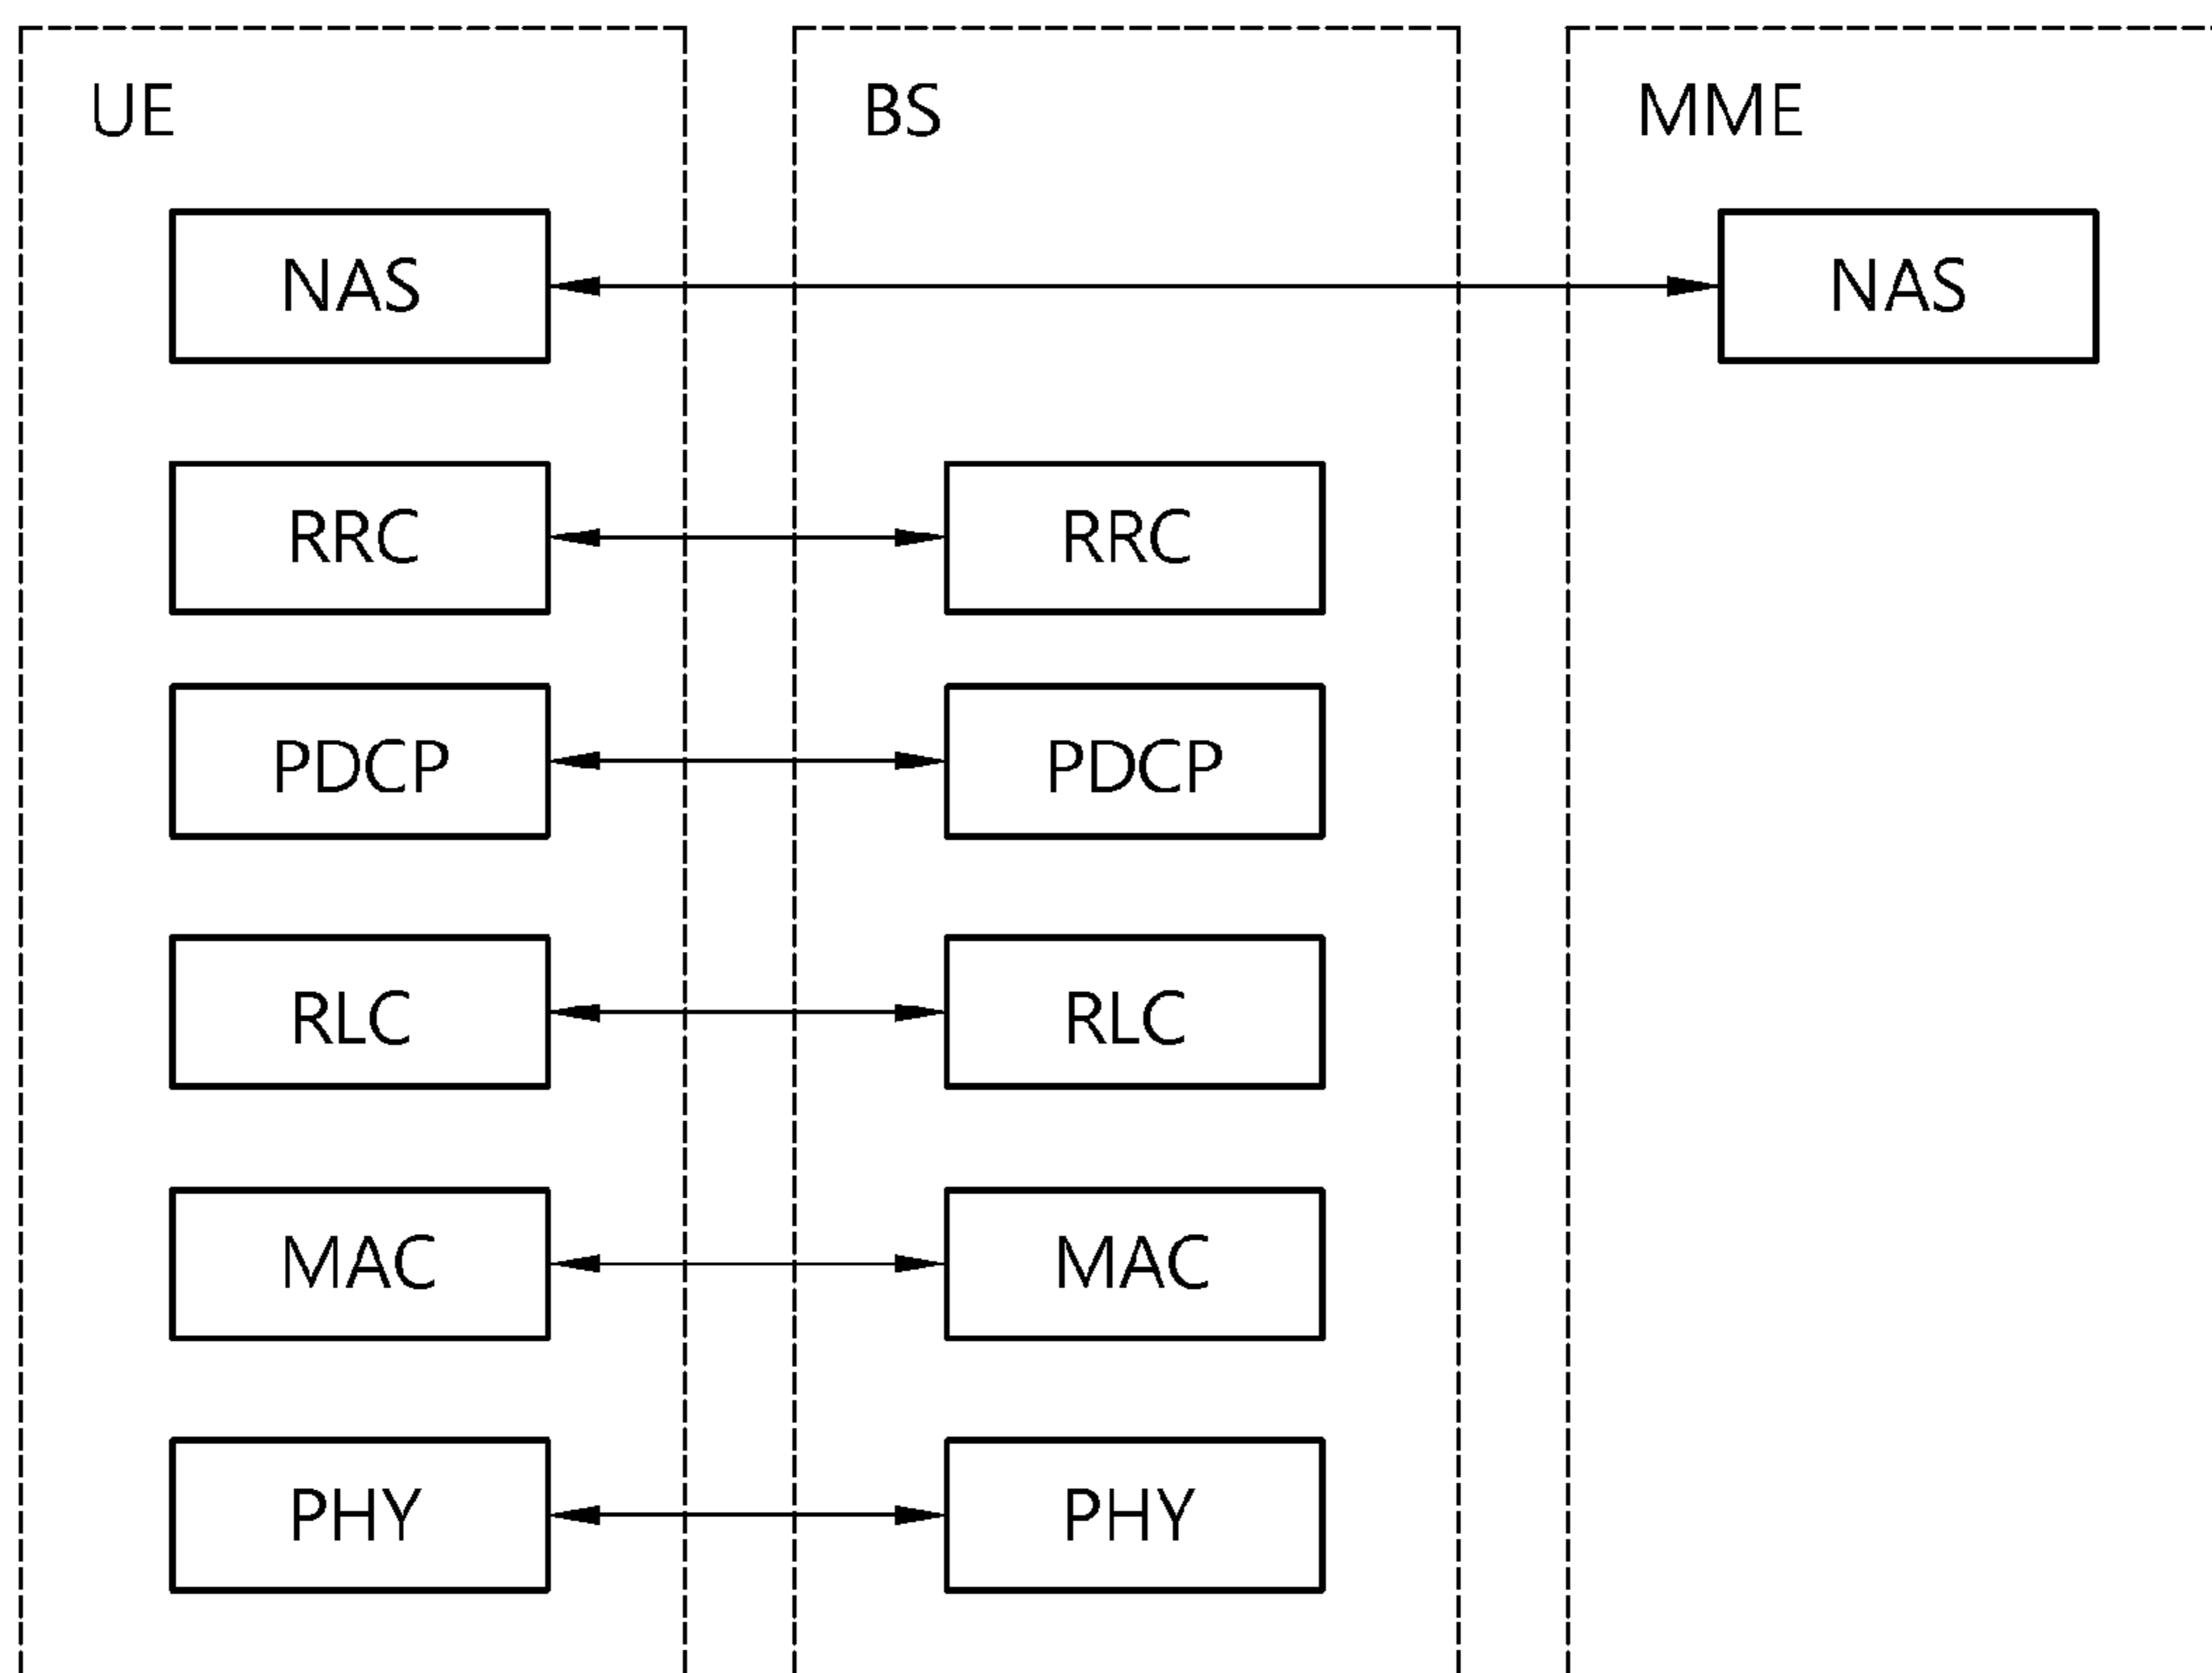 UE BS MME
NAS NAS
RRC RRC
PDCP PDCP
RLC RLC
MAC MAC
PHY PHY